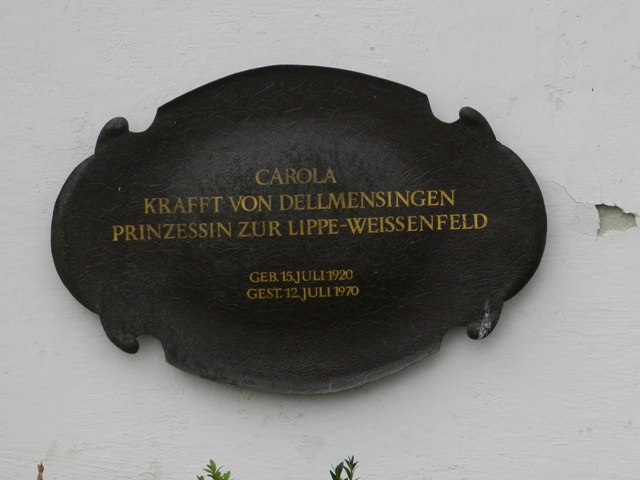 CAROLA
KRAFFT VON DELLMENSINGEN
PRINZESSIN ZUR LIPPE-WEISSENFELD
GEB. 15. JULI 1920
GEST. 12. JULI 1970